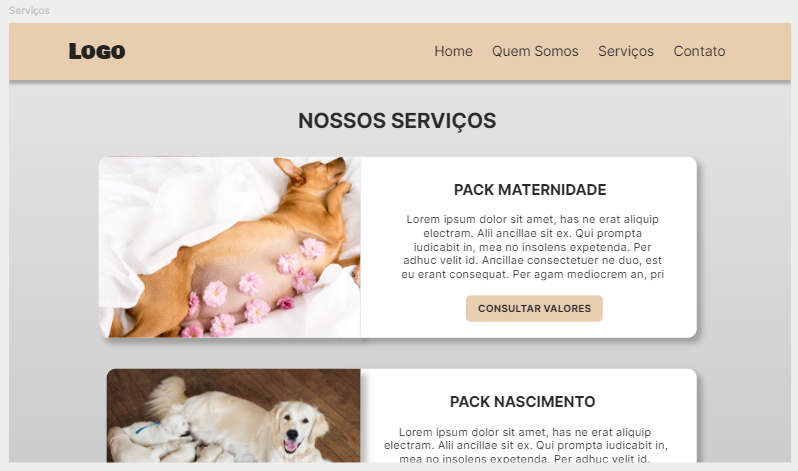 Serviços
Logo
Home Quem Somos Serviços Contato
NOSSOS SERVIÇOS
PACK MATERNIDADE
Lorem ipsum dolor sit amet, has ne erat aliquip
electram. Alii ancillae sit ex. Qui prompta
iudicabit in, mea no insolens expetenda. Per
adhuc velit id. Ancillae consectetuer ne duo, est
eu erant consequat. Per agam mediocrem an, pri
CONSULTAR VALORES
PACK NASCIMENTO
Lorem ipsum dolor sit amet, has ne erat aliquip
electram. Alii ancillae sit ex. Qui prompta iudicabit in,
mea no insolens expetenda. Per adhuc velit id.